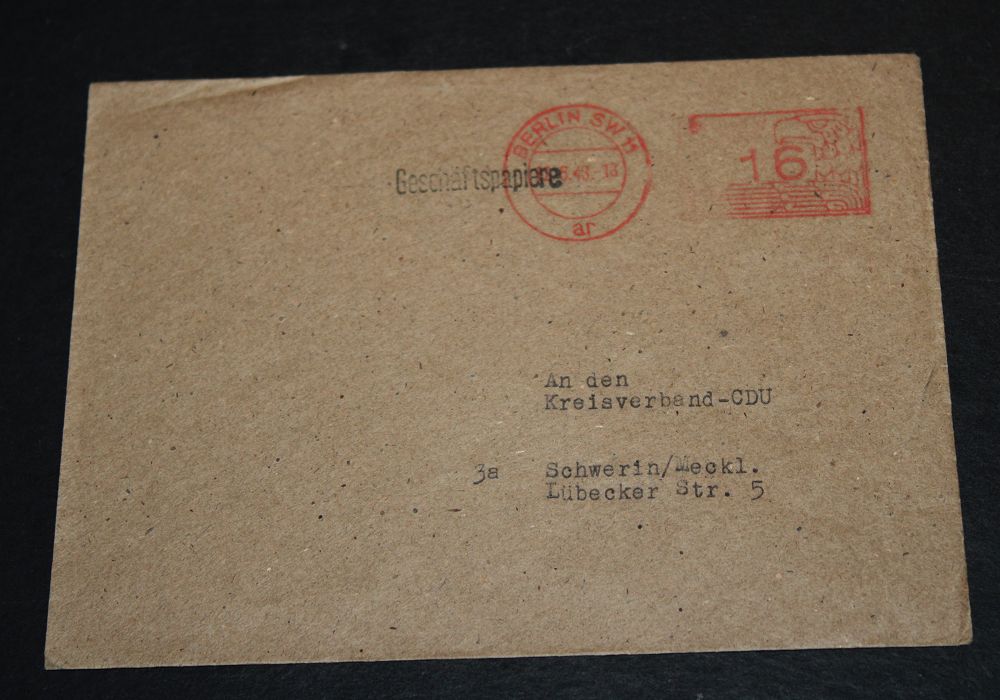 BERLIN SW 11
16
Geschäftspapiere
ar
An den
Kreisverband-CDU
3a Schwerin/Meckl.
Lübecker Str. 5